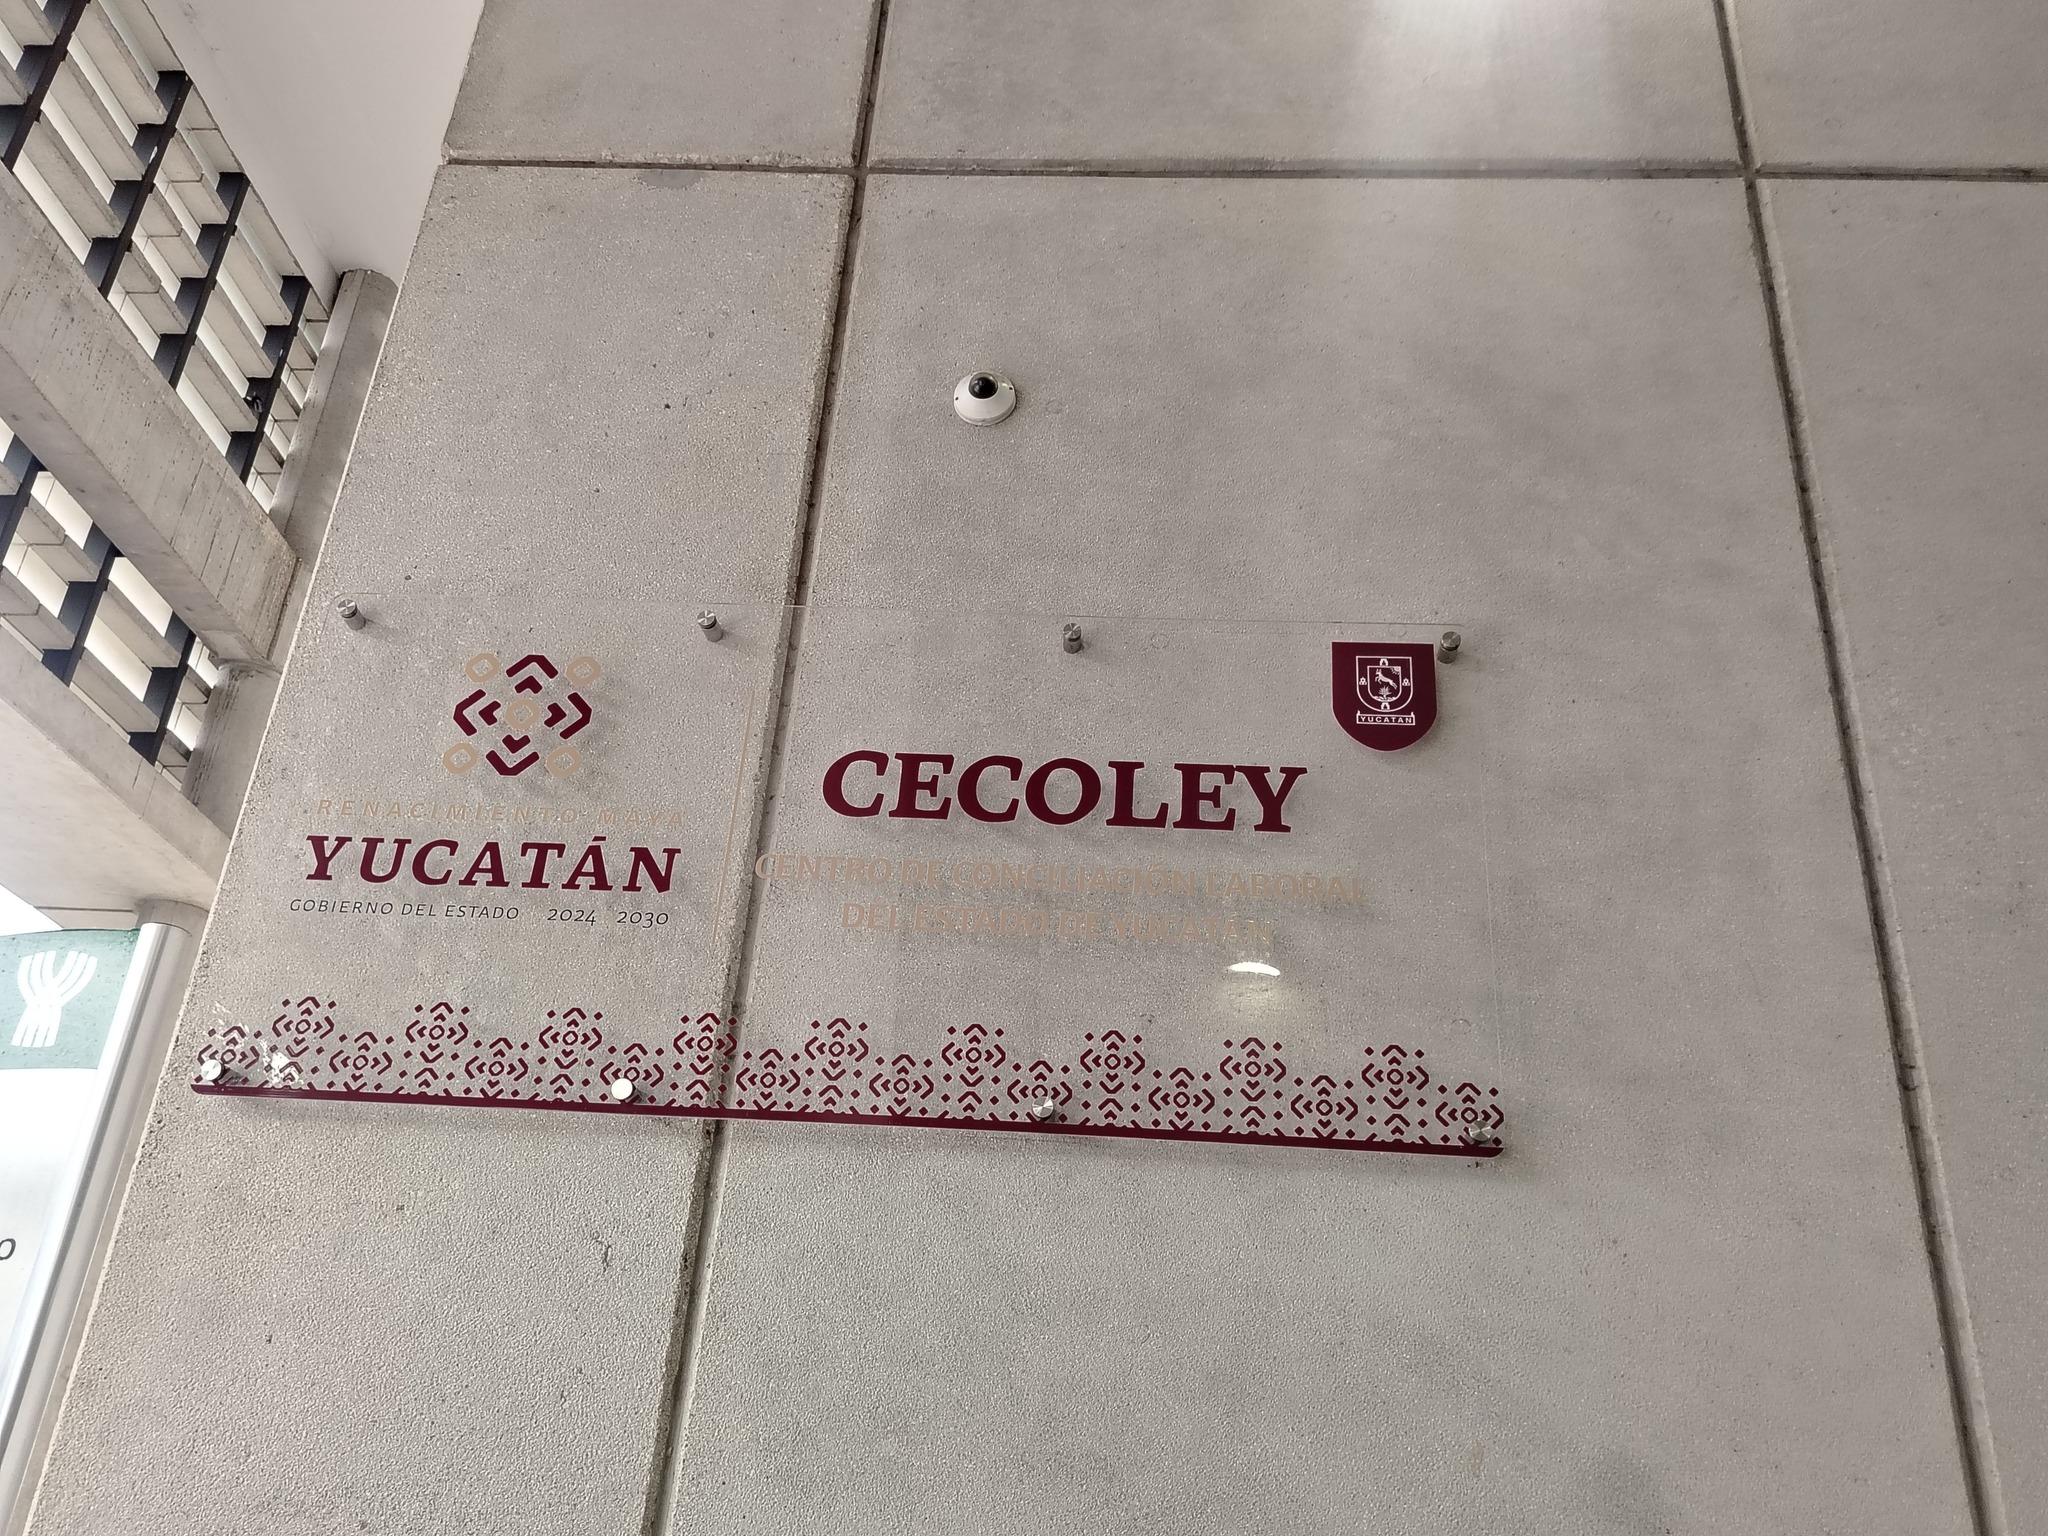 RENACIMIENTO MAYA
YUCATÁN
GOBIERNO DEL ESTADO 2024 2030
YUCATAN
CECOLEY
CENTRO DE CONCILIACIÓN LABORAL
DEL ESTADO DE YUCATÁN